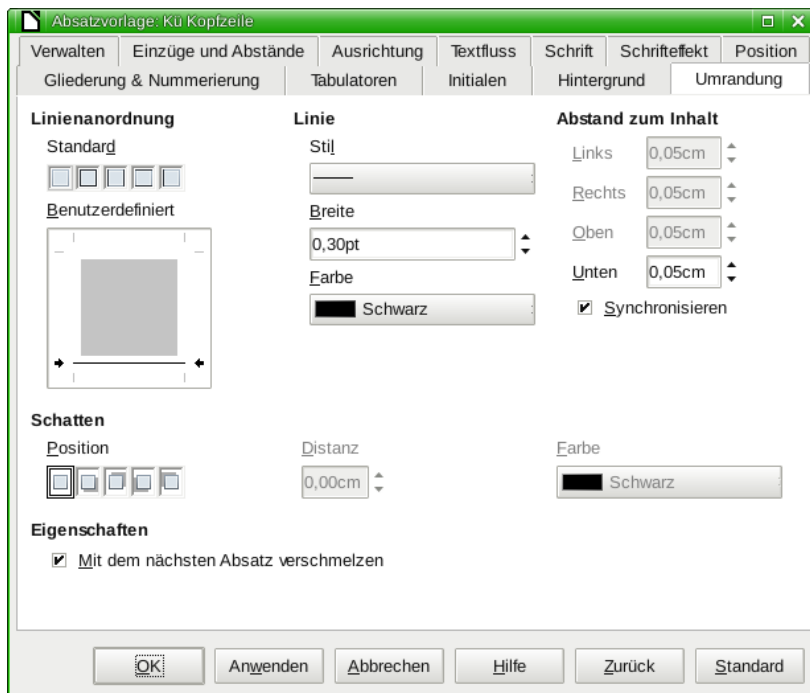 Absatzvorlage: Kü Kopfzeile
Verwalten Einzüge und Abstände Ausrichtung Textfluss Schrift Schrifteffekt Position
Gliederung & Nummerierung Tabulatoren Initialen Hintergrund Umrandung
Linienanordnung
Standard
Benutzerdefiniert
Linie
Stil
Breite
0,30pt
Farbe
Schwarz
Abstand zum Inhalt
Links 0,05cm
Rechts 0,05cm
Oben 0,05cm
Unten 0,05cm
Synchronisieren
Schatten
Position
Distanz
0,00cm
Farbe
Schwarz
Eigenschaften
Mit dem nächsten Absatz verschmelzen
OK Anwenden Abbrechen Hilfe Zurück Standard